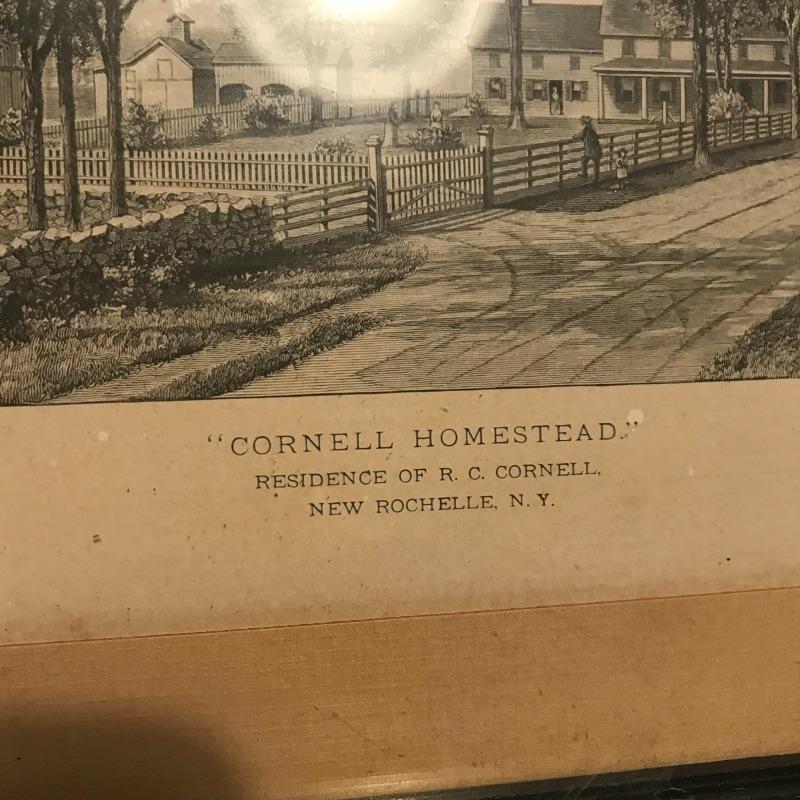 "CORNELL HOMESTEAD."
RESIDENCE OF R. C. CORNELL,
NEW ROCHELLE, N. Y.